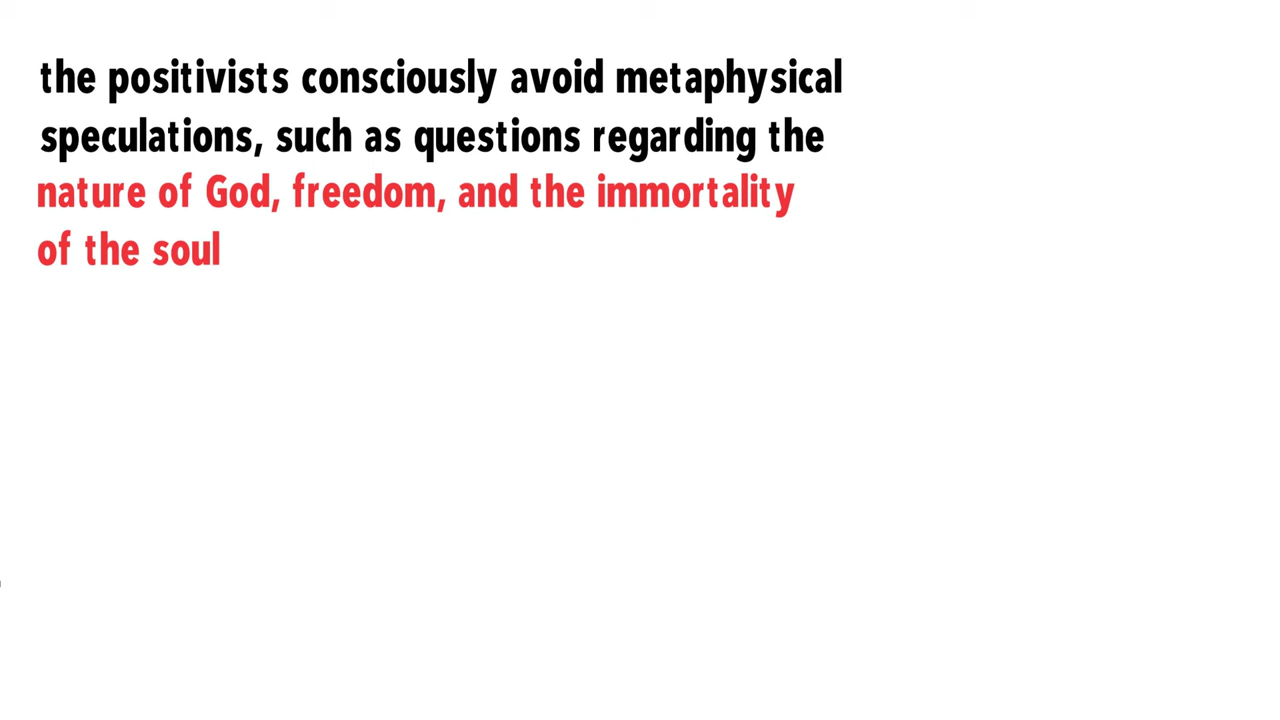 the positivists consciously avoid metaphysical
speculations, such as questions regarding the
nature of God, freedom, and the immortality
of the soul